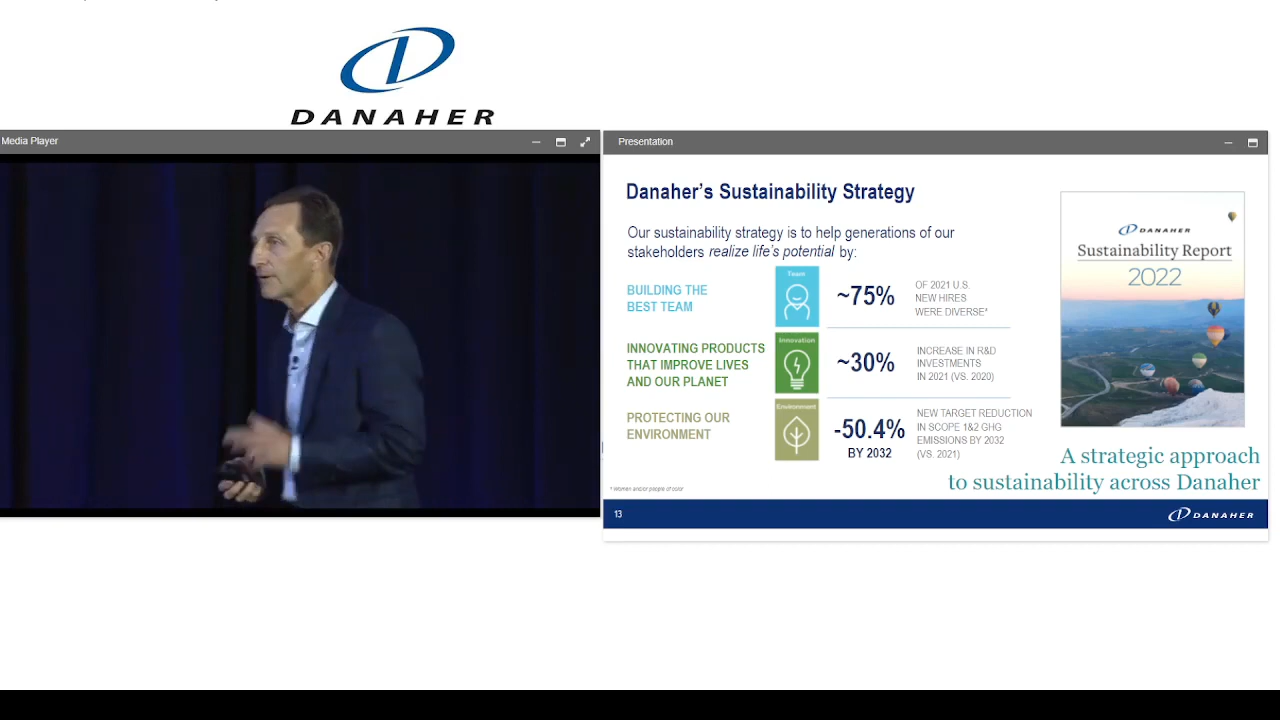 DANAHER
Media Player
Presentation
Danaher's Sustainability Strategy
Our sustainability strategy is to help generations of our
stakeholders realize life's potential by:
BUILDING THE
BEST TEAM
Team
~75%
OF 2021 U.S.
NEW HIRES
WERE DIVERSE*
INNOVATING PRODUCTS
THAT IMPROVE LIVES
AND OUR PLANET
Innovation
~30%
INCREASE IN R&D
INVESTMENTS
IN 2021 (VS. 2020)
PROTECTING OUR
ENVIRONMENT
Environment
-50.4%
BY 2032
NEW TARGET REDUCTION
IN SCOPE 1&2 GHG
EMISSIONS BY 2032
(VS. 2021)
DANAHER
Sustainability Report
2022
A strategic approach
to sustainability across Danaher
* Women and/or people of color
13
DANAHER